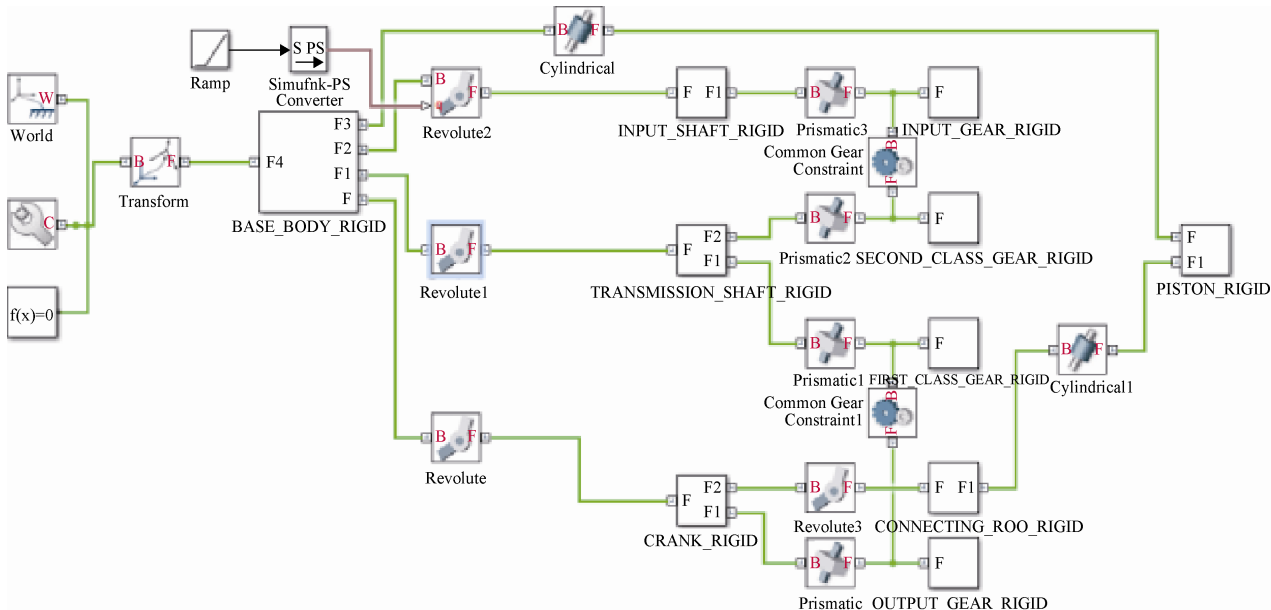 B F
Cylindrical
Ramp
S PS
Simufnk-PS
Converter
B
F
Revolute2
F F1
INPUT_SHAFT_RIGID
B F
Prismatic3
F
INPUT_GEAR_RIGID
W
World
Common Gear
Constraint
B
F
B F
Transform
F4
F3
F2
F1
F
BASE_BODY_RIGID
C
B F
Revolute1
F
F2
F1
TRANSMISSION_SHAFT_RIGID
B F
Prismatic2
F
SECOND_CLASS_GEAR_RIGID
F
F1
PISTON_RIGID
f(x)=0
B F
Prismatic1
F
FIRST_CLASS_GEAR_RIGID
B F
Cylindrical1
Common Gear
Constraint1
B
F
B F
Revolute
F
F2
F1
CRANK_RIGID
B F
Revolute3
F F1
CONNECTING_ROO_RIGID
B F
Prismatic
F
OUTPUT_GEAR_RIGID